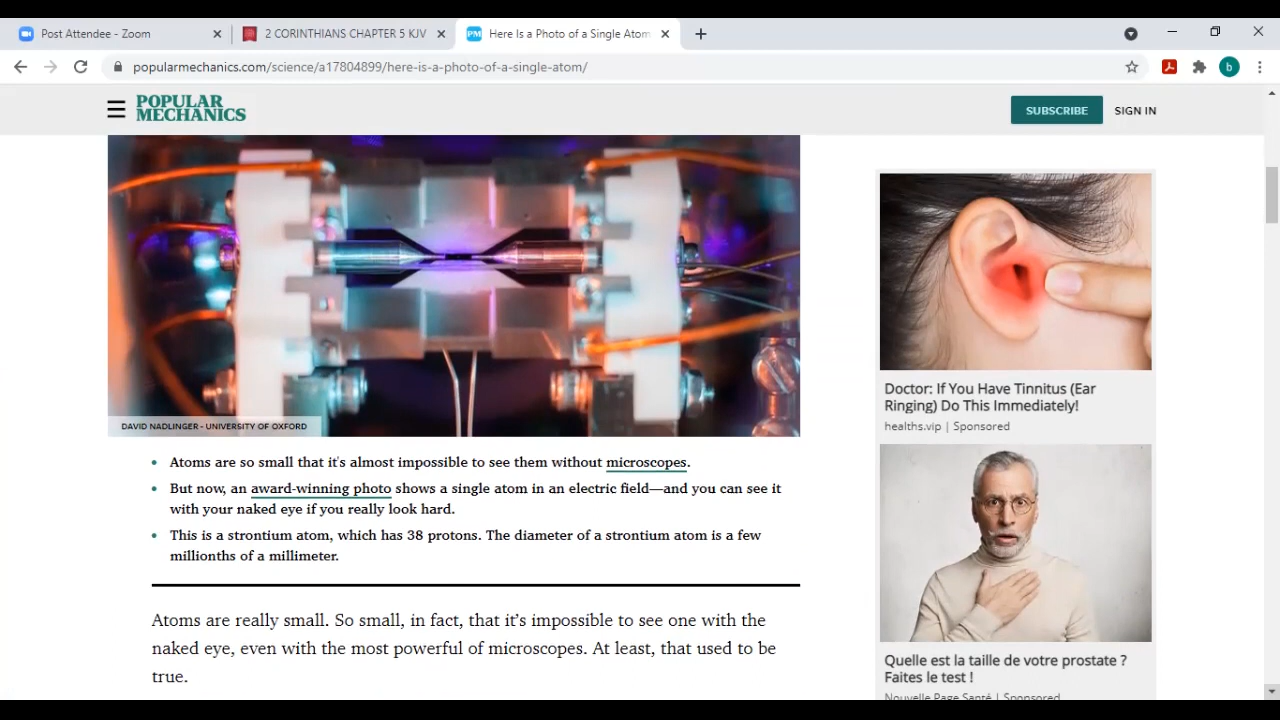 Post Attendee - Zoom
2 CORINTHIANS CHAPTER 5 KJV
PM
Here Is a Photo of a Single Atom
popularmechanics.com/science/a17804899/here-is-a-photo-of-a-single-atom/
b
POPULAR
MECHANICS
SUBSCRIBE
SIGN IN
DAVID NADLINGER - UNIVERSITY OF OXFORD
• Atoms are so small that it's almost impossible to see them without microscopes.
• But now, an award-winning photo shows a single atom in an electric field—and you can see it
with your naked eye if you really look hard.
• This is a strontium atom, which has 38 protons. The diameter of a strontium atom is a few
millionths of a millimeter.
Atoms are really small. So small, in fact, that it’s impossible to see one with the
naked eye, even with the most powerful of microscopes. At least, that used to be
true.
Doctor: If You Have Tinnitus (Ear
Ringing) Do This Immediately!
healths.vip | Sponsored
Quelle est la taille de votre prostate ?
Faites le test !
Nouvelle Page Santé | Sponsored